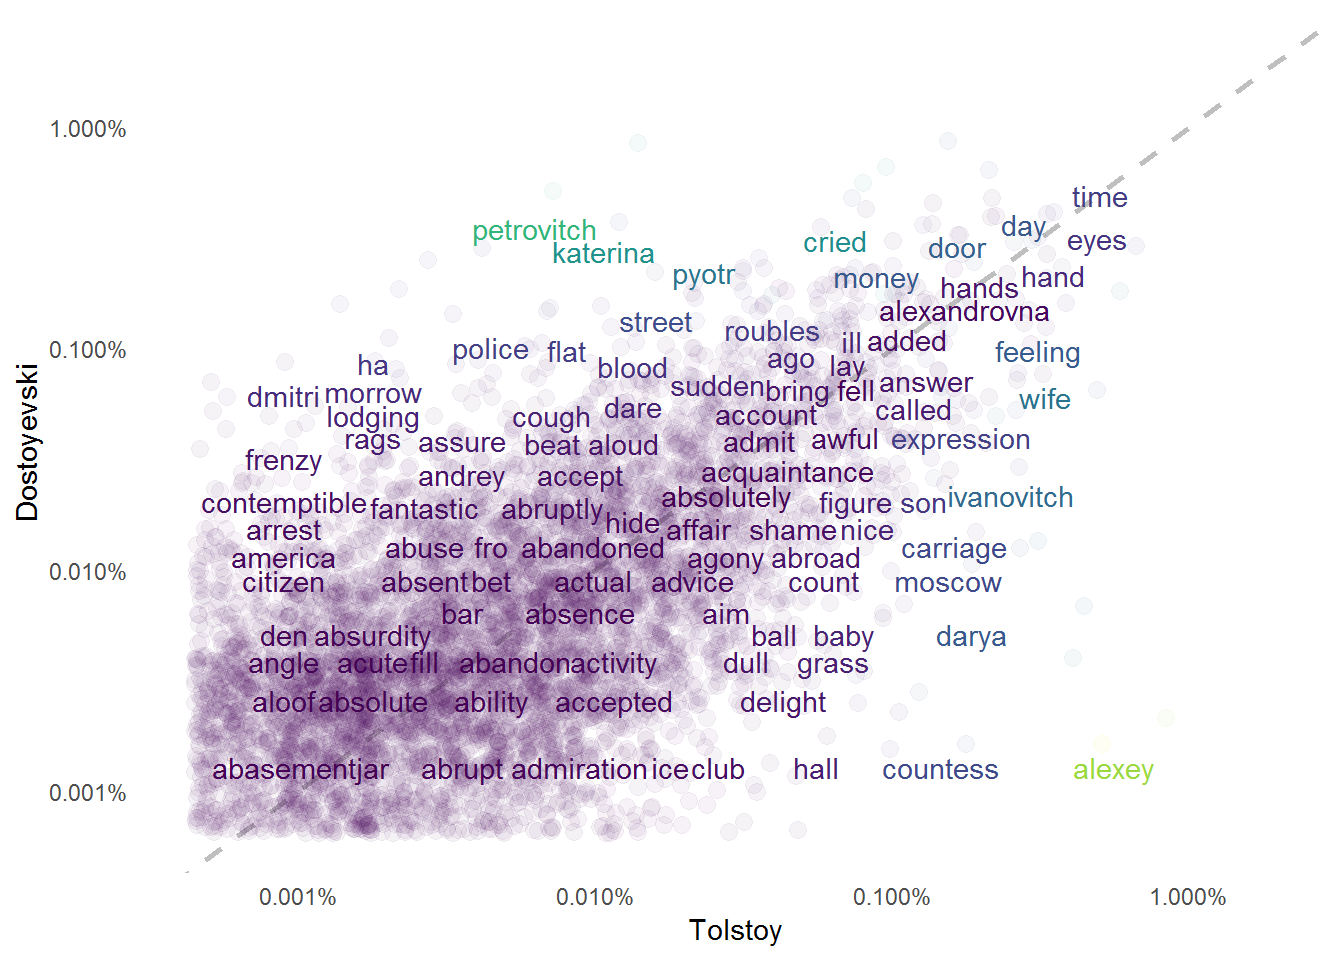 1.000%
time
petrovitch
day
cried
eyes
katerina
door
pyotr
money
hand
hands
alexandrovna
street
roubles
0.100%
police
flat
ill
added
feeling
ha
blood
ago
lay
dmitri
morrow
sudden
bring
fell
answer
wife
lodging
cough
dare
account
called
rags
assure
beat
aloud
admit
awful
expression
frenzy
andrey
accept
acquaintance
contemptible
fantastic
abruptly
absolutely
figure
son
ivanovitch
arrest
hide
affair
shame
nice
america
abuse
fro
abandoned
agony
abroad
carriage
0.010%
citizen
absent
bet
actual
advice
count
moscow
bar
absence
aim
den
absurdity
ball
baby
darya
angle
acute
fill
abandon
activity
dull
grass
aloof
absolute
ability
accepted
delight
0.001%
abasement
jar
abrupt
admiration
ice
club
hall
countess
alexey
Dostoyevski
0.001%
0.010%
0.100%
1.000%
Tolstoy